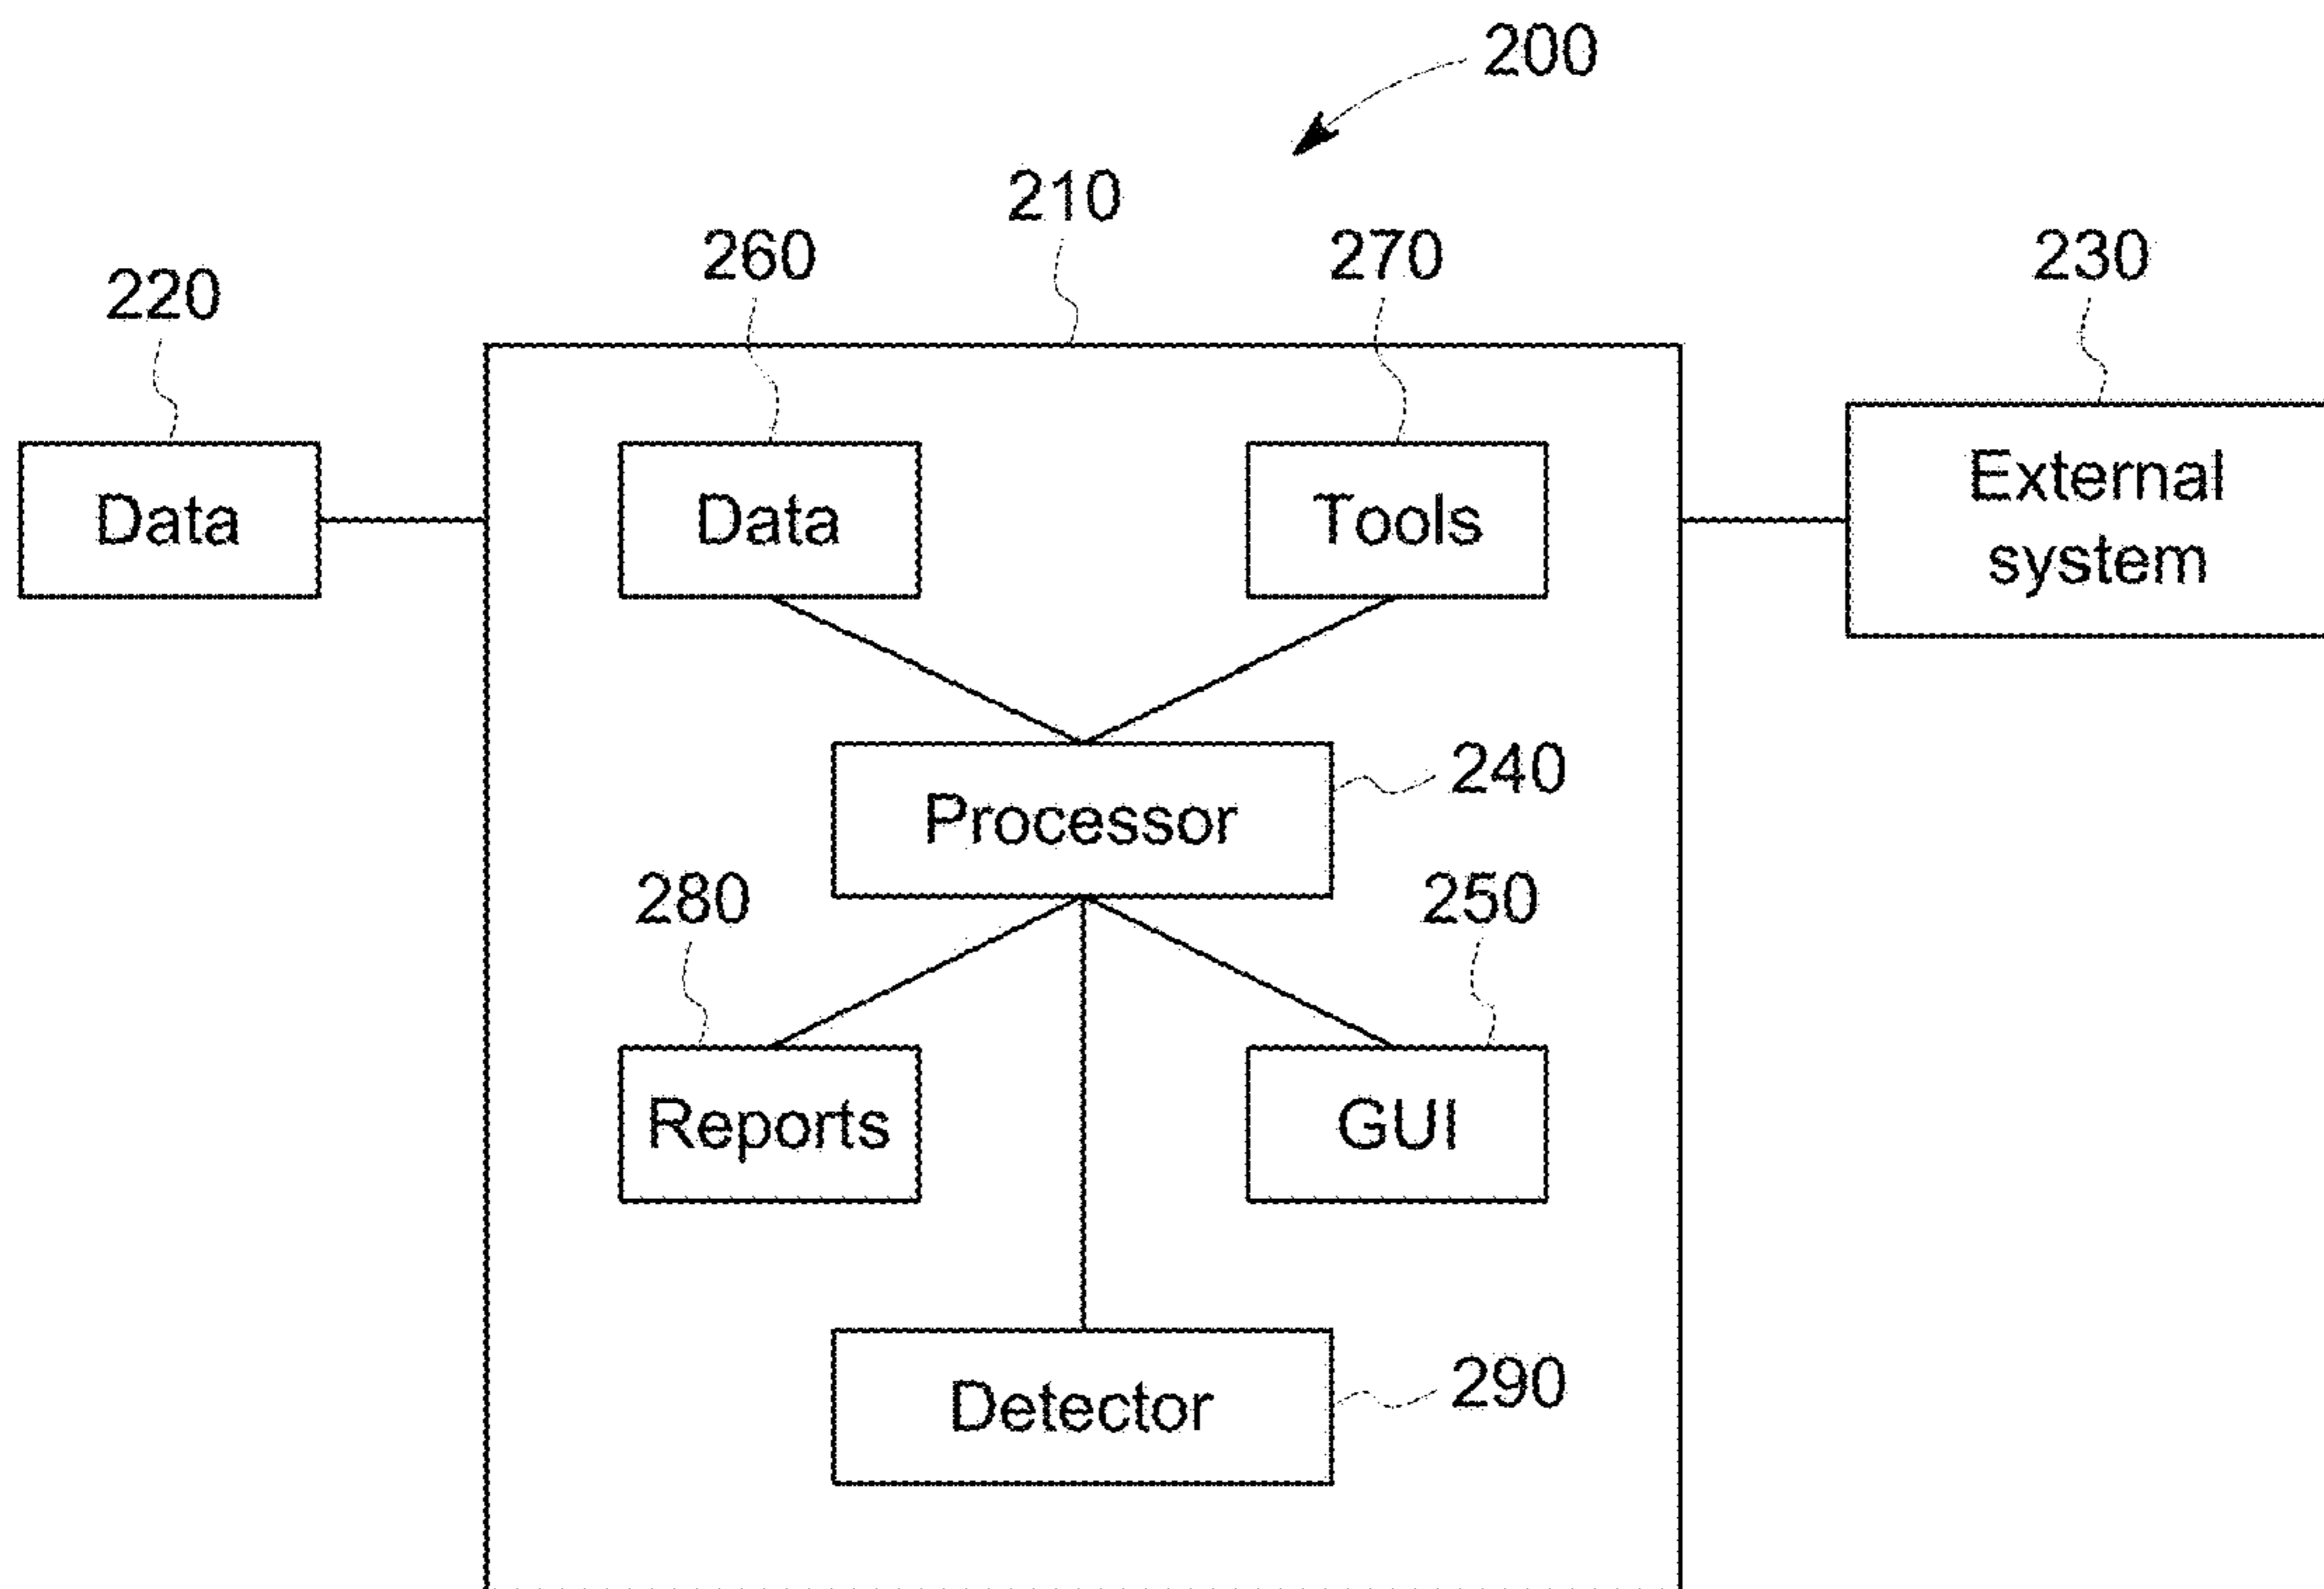 200
210
260
270
230
220
Data
Data
Tools
External
system
240
Processor
280
250
Reports
GUI
290
Detector